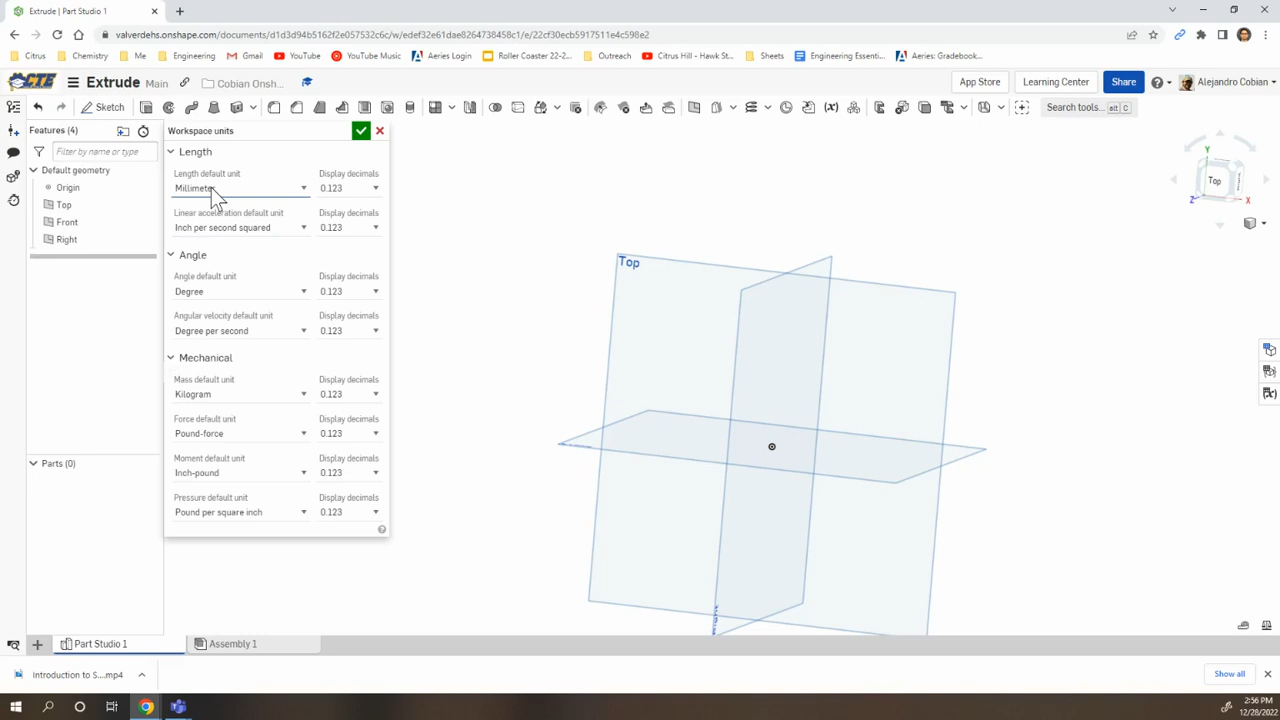 Extrude | Part Studio 1
valverdehs.onshape.com/documents/d1d3d94b5162f2e057532c6c/w/edef32e61dae8264738458c1/e/22cf30ecb5917511e4c598e2
Citrus Chemistry Me Engineering Gmail YouTube YouTube Music Aeries Login Roller Coaster 22-2... Citrus Hill - Hawk St... Outreach Sheets Engineering Essenti... Aeries: Gradebook...
CTE Extrude Main Cobian Onsh... App Store Learning Center Share Alejandro Cobian
Sketch Search tools... alt C
Features (4)
Filter by name or type
Default geometry
Origin
Top
Front
Right
Parts (0)
Workspace units
Length
Length default unit Display decimals
Millimeter 0.123
Linear acceleration default unit Display decimals
Inch per second squared 0.123
Angle
Angle default unit Display decimals
Degree 0.123
Angular velocity default unit Display decimals
Degree per second 0.123
Mechanical
Mass default unit Display decimals
Kilogram 0.123
Force default unit Display decimals
Pound-force 0.123
Moment default unit Display decimals
Inch-pound 0.123
Pressure default unit Display decimals
Pound per square inch 0.123
Top
Y
Top
Z X
Part Studio 1 Assembly 1
Introduction to S....mp4 Show all
2:56 PM
12/28/2022